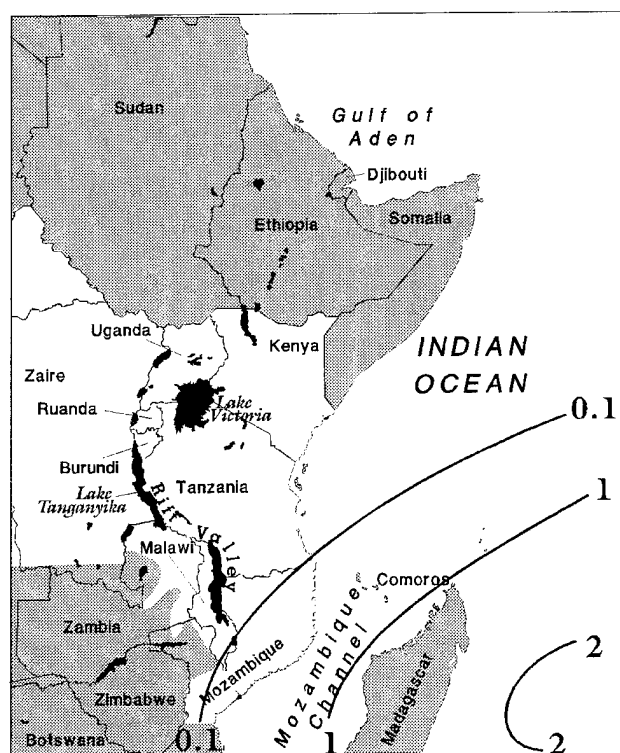 Sudan
Gulf of
Aden
Djibouti
Ethiopia
Somalia
Uganda
Kenya
INDIAN
OCEAN
Zaire
Lake
Victoria
Ruanda
0.1
Burundi
Lake
Tanganyika
Tanzania
1
Rift Valley
Malawi
Comoros
Zambia
Mozambique
Mozambique
Channel
Madagascar
2
Zimbabwe
Botswana
0.1
1
2